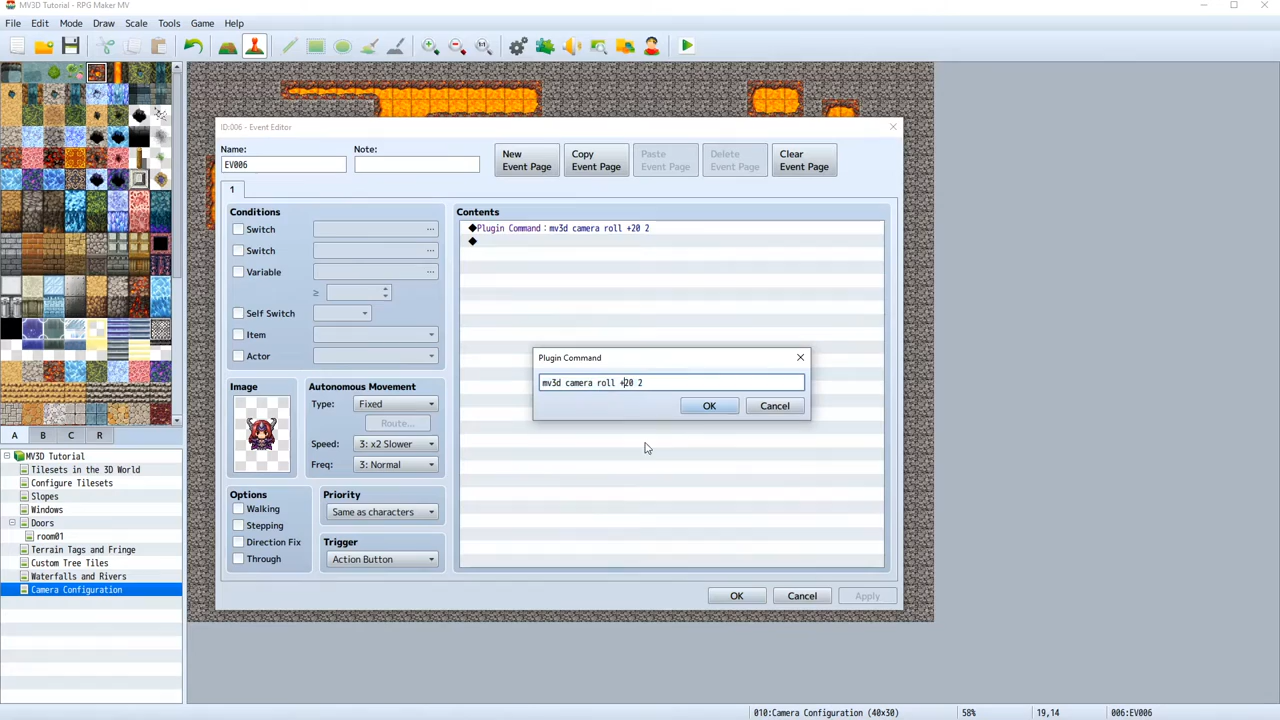 MV3D Tutorial - RPG Maker MV
File Edit Mode Draw Scale Tools Game Help
ID:006 - Event Editor
Name: Note:
EV006
New Event Page
Copy Event Page
Paste Event Page
Delete Event Page
Clear Event Page
1
Conditions
Switch ...
Switch ...
Variable ...
≥
Self Switch
Item
Actor
Image
Autonomous Movement
Type: Fixed
Route...
Speed: 3: x2 Slower
Freq: 3: Normal
Options
Walking
Stepping
Direction Fix
Through
Priority
Same as characters
Trigger
Action Button
Contents
◆Plugin Command：mv3d camera roll +20 2
◆
Plugin Command
mv3d camera roll +20 2
OK Cancel
OK Cancel Apply
A B C R
MV3D Tutorial
Tilesets in the 3D World
Configure Tilesets
Slopes
Windows
Doors
room01
Terrain Tags and Fringe
Custom Tree Tiles
Waterfalls and Rivers
Camera Configuration
010:Camera Configuration (40x30) 58% 19,14 006:EV006